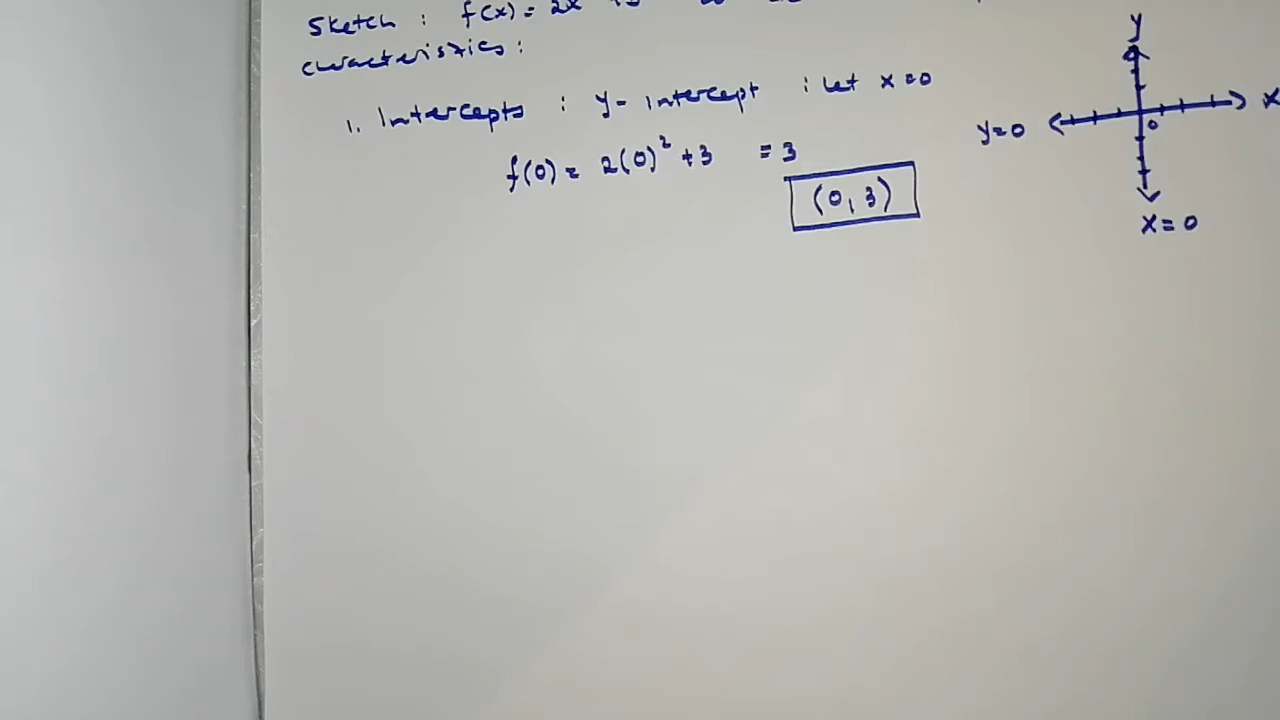 Sketch : f(x) = 2x
characteristics :
1. Intercepts : y-intercept : let x=0
f(0) = 2(0)² +3 = 3
(0, 3)
y
x
y=0
0
x=0